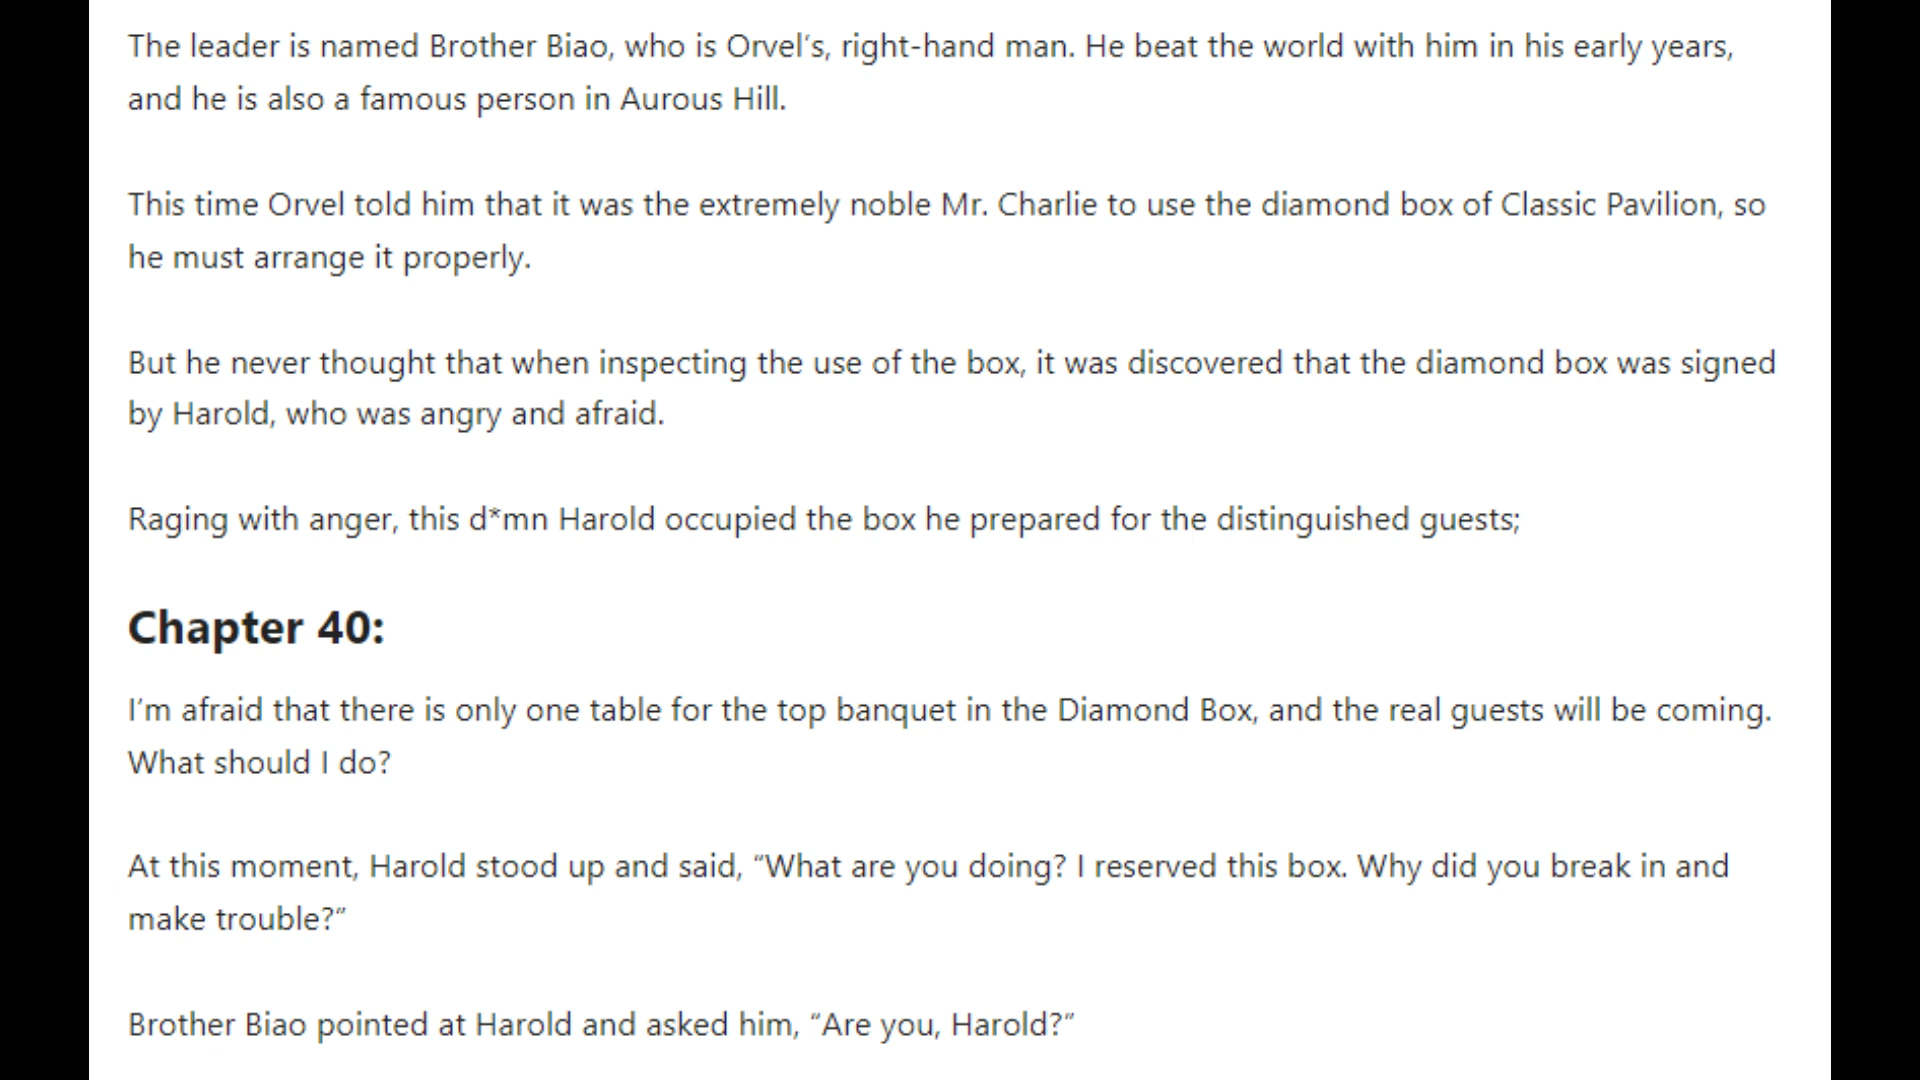 The leader is named Brother Biao, who is Orvel’s, right-hand man. He beat the world with him in his early years,
and he is also a famous person in Aurous Hill.
This time Orvel told him that it was the extremely noble Mr. Charlie to use the diamond box of Classic Pavilion, so
he must arrange it properly.
But he never thought that when inspecting the use of the box, it was discovered that the diamond box was signed
by Harold, who was angry and afraid.
Raging with anger, this d*mn Harold occupied the box he prepared for the distinguished guests;
Chapter 40:
I’m afraid that there is only one table for the top banquet in the Diamond Box, and the real guests will be coming.
What should I do?
At this moment, Harold stood up and said, “What are you doing? I reserved this box. Why did you break in and
make trouble?”
Brother Biao pointed at Harold and asked him, “Are you, Harold?”